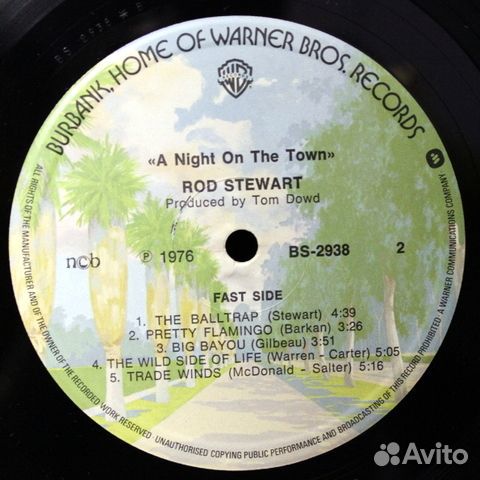 BS 2938 B
BURBANK, HOME OF WARNER BROS. RECORDS
«A Night On The Town»
ROD STEWART
Produced by Tom Dowd
ncb
℗ 1976
BS-2938
2
FAST SIDE
1. THE BALLTRAP (Stewart) 4:39
2. PRETTY FLAMINGO (Barkan) 3:26
3. BIG BAYOU (Gilbeau) 3:51
4. THE WILD SIDE OF LIFE (Warren - Carter) 5:05
5. TRADE WINDS (McDonald - Salter) 5:16
ALL RIGHTS OF THE MANUFACTURER AND OF THE OWNER OF THE RECORDED WORK RESERVED · UNAUTHORISED COPYING PUBLIC PERFORMANCE AND BROADCASTING OF THIS RECORD PROHIBITED · A WARNER COMMUNICATIONS COMPANY
Avito